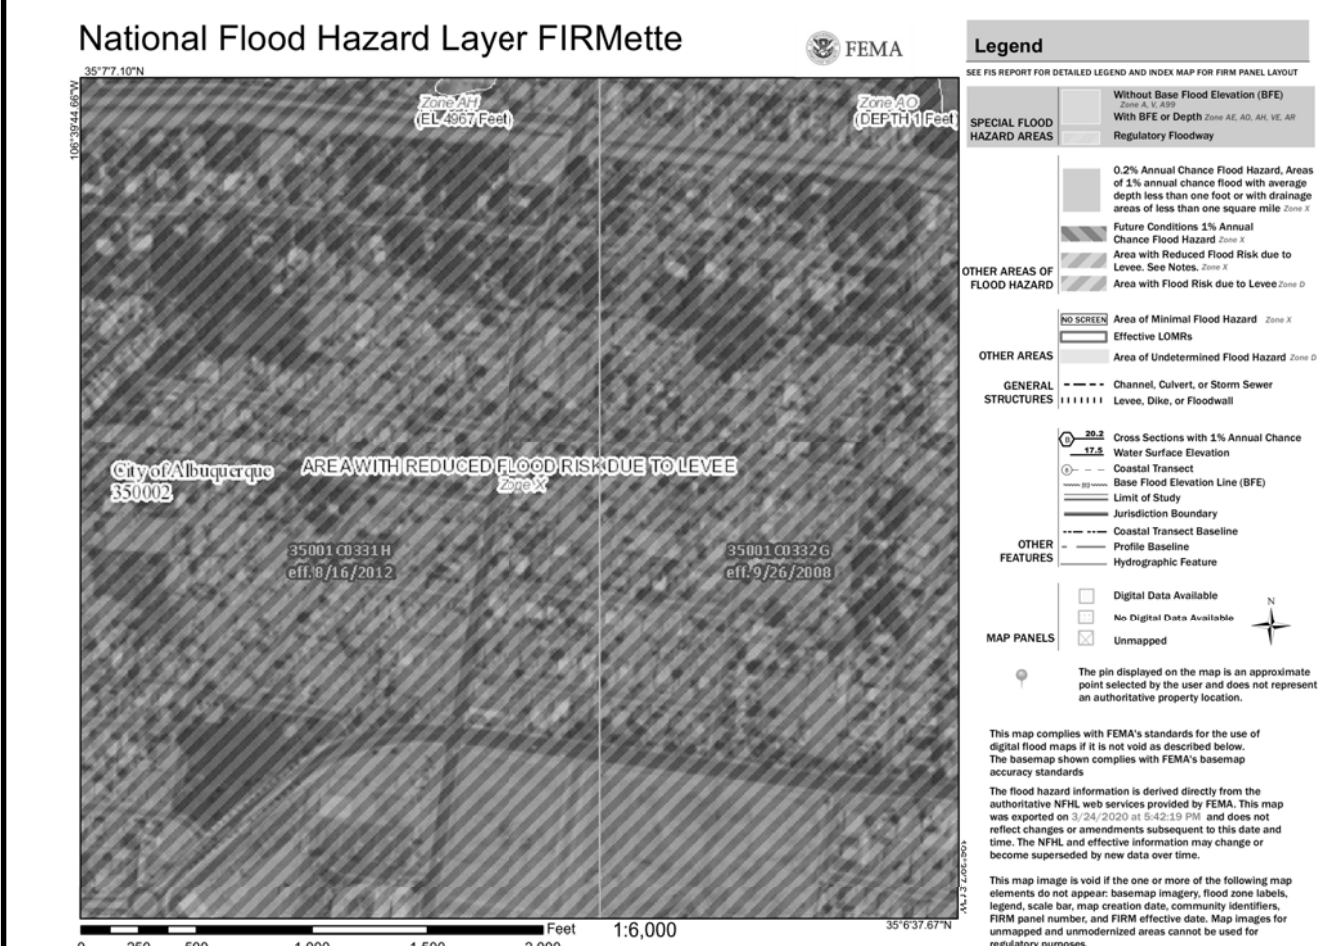 National Flood Hazard Layer FIRMette
FEMA
35°7'7.10"N
106°39'44.66"W
Zone AH
(EL 4967 Feet)
Zone AO
(DEPTH 1 Feet)
City of Albuquerque
350002
AREA WITH REDUCED FLOOD RISK DUE TO LEVEE
Zone X
35001C0331H
eff. 8/16/2012
35001C0332G
eff. 9/26/2008
35°6'37.67"N
Feet
1:6,000
0 250 500 1,000 1,500 2,000
Legend
SEE FIS REPORT FOR DETAILED LEGEND AND INDEX MAP FOR FIRM PANEL LAYOUT
SPECIAL FLOOD
HAZARD AREAS
Without Base Flood Elevation (BFE)
Zone A, V, A99
With BFE or Depth Zone AE, AO, AH, VE, AR
Regulatory Floodway
0.2% Annual Chance Flood Hazard, Areas
of 1% annual chance flood with average
depth less than one foot or with drainage
areas of less than one square mile Zone X
Future Conditions 1% Annual
Chance Flood Hazard Zone X
Area with Reduced Flood Risk due to
Levee. See Notes. Zone X
OTHER AREAS OF
FLOOD HAZARD
Area with Flood Risk due to Levee Zone D
NO SCREEN Area of Minimal Flood Hazard Zone X
Effective LOMRs
OTHER AREAS
Area of Undetermined Flood Hazard Zone D
GENERAL
STRUCTURES
Channel, Culvert, or Storm Sewer
Levee, Dike, or Floodwall
B 20.2 Cross Sections with 1% Annual Chance
17.5 Water Surface Elevation
8 Coastal Transect
513 Base Flood Elevation Line (BFE)
Limit of Study
Jurisdiction Boundary
Coastal Transect Baseline
OTHER
FEATURES
Profile Baseline
Hydrographic Feature
Digital Data Available
No Digital Data Available
N
MAP PANELS
Unmapped
The pin displayed on the map is an approximate
point selected by the user and does not represent
an authoritative property location.
This map complies with FEMA's standards for the use of
digital flood maps if it is not void as described below.
The basemap shown complies with FEMA's basemap
accuracy standards
The flood hazard information is derived directly from the
authoritative NFHL web services provided by FEMA. This map
was exported on 3/24/2020 at 5:42:19 PM and does not
reflect changes or amendments subsequent to this date and
time. The NFHL and effective information may change or
become superseded by new data over time.
This map image is void if the one or more of the following map
elements do not appear: basemap imagery, flood zone labels,
legend, scale bar, map creation date, community identifiers,
FIRM panel number, and FIRM effective date. Map images for
unmapped and unmodernized areas cannot be used for
regulatory purposes.